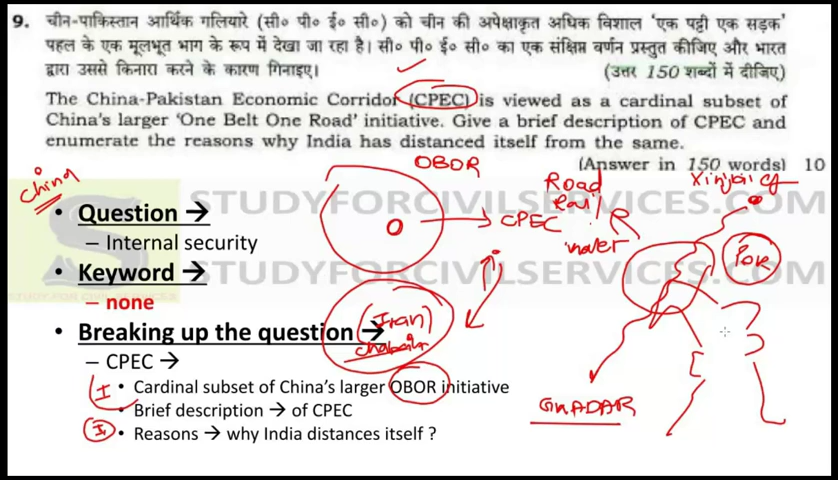 9. चीन-पाकिस्तान आर्थिक गलियारे (सी० पी० ई० सी०) को चीन की अपेक्षाकृत अधिक विशाल 'एक पट्टी एक सड़क'
पहल के एक मूलभूत भाग के रूप में देखा जा रहा है। सी० पी० ई० सी० का एक संक्षिप्त वर्णन प्रस्तुत कीजिए और भारत
द्वारा उससे किनारा करने के कारण गिनाइए।
(उत्तर 150 शब्दों में दीजिए)
The China-Pakistan Economic Corridor (CPEC) is viewed as a cardinal subset of
China's larger 'One Belt One Road' initiative. Give a brief description of CPEC and
enumerate the reasons why India has distanced itself from the same.
(Answer in 150 words) 10
OBOR
China
Road
Rail
water
CPEC
POK
Iran
GWADAR
STUDYFORCIVILSERVICES.COM
STUDYFORCIVILSERVICES.COM
STUDY FOR CIVIL SERVICES
• Question →
– Internal security
• Keyword →
– none
• Breaking up the question →
– CPEC →
I • Cardinal subset of China's larger OBOR initiative
• Brief description → of CPEC
• Reasons → why India distances itself ?